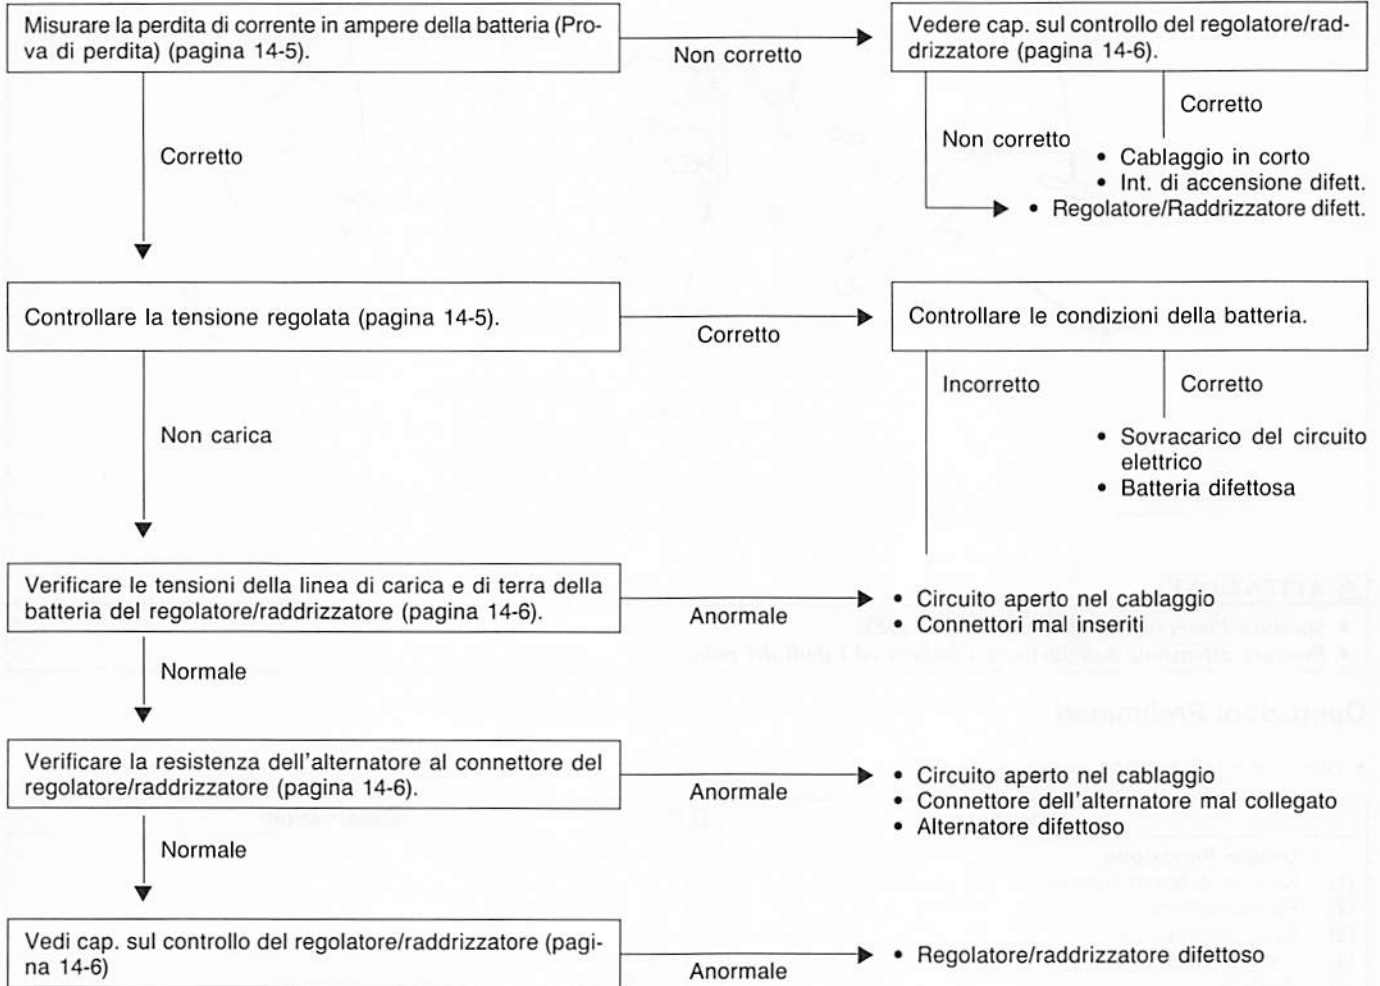 Misurare la perdita di corrente in ampere della batteria (Pro-
va di perdita) (pagina 14-5).
Non corretto
Vedere cap. sul controllo del regolatore/rad-
drizzatore (pagina 14-6).
Corretto
Non corretto
Corretto
• Cablaggio in corto
• Int. di accensione difett.
• Regolatore/Raddrizzatore difett.
Controllare la tensione regolata (pagina 14-5).
Corretto
Controllare le condizioni della batteria.
Non carica
Incorretto
Corretto
• Sovracarico del circuito
elettrico
• Batteria difettosa
Verificare le tensioni della linea di carica e di terra della
batteria del regolatore/raddrizzatore (pagina 14-6).
Anormale
• Circuito aperto nel cablaggio
• Connettori mal inseriti
Normale
Verificare la resistenza dell'alternatore al connettore del
regolatore/raddrizzatore (pagina 14-6).
Anormale
• Circuito aperto nel cablaggio
• Connettore dell'alternatore mal collegato
• Alternatore difettoso
Normale
Vedi cap. sul controllo del regolatore/raddrizzatore (pagi-
na 14-6)
Anormale
• Regolatore/raddrizzatore difettoso